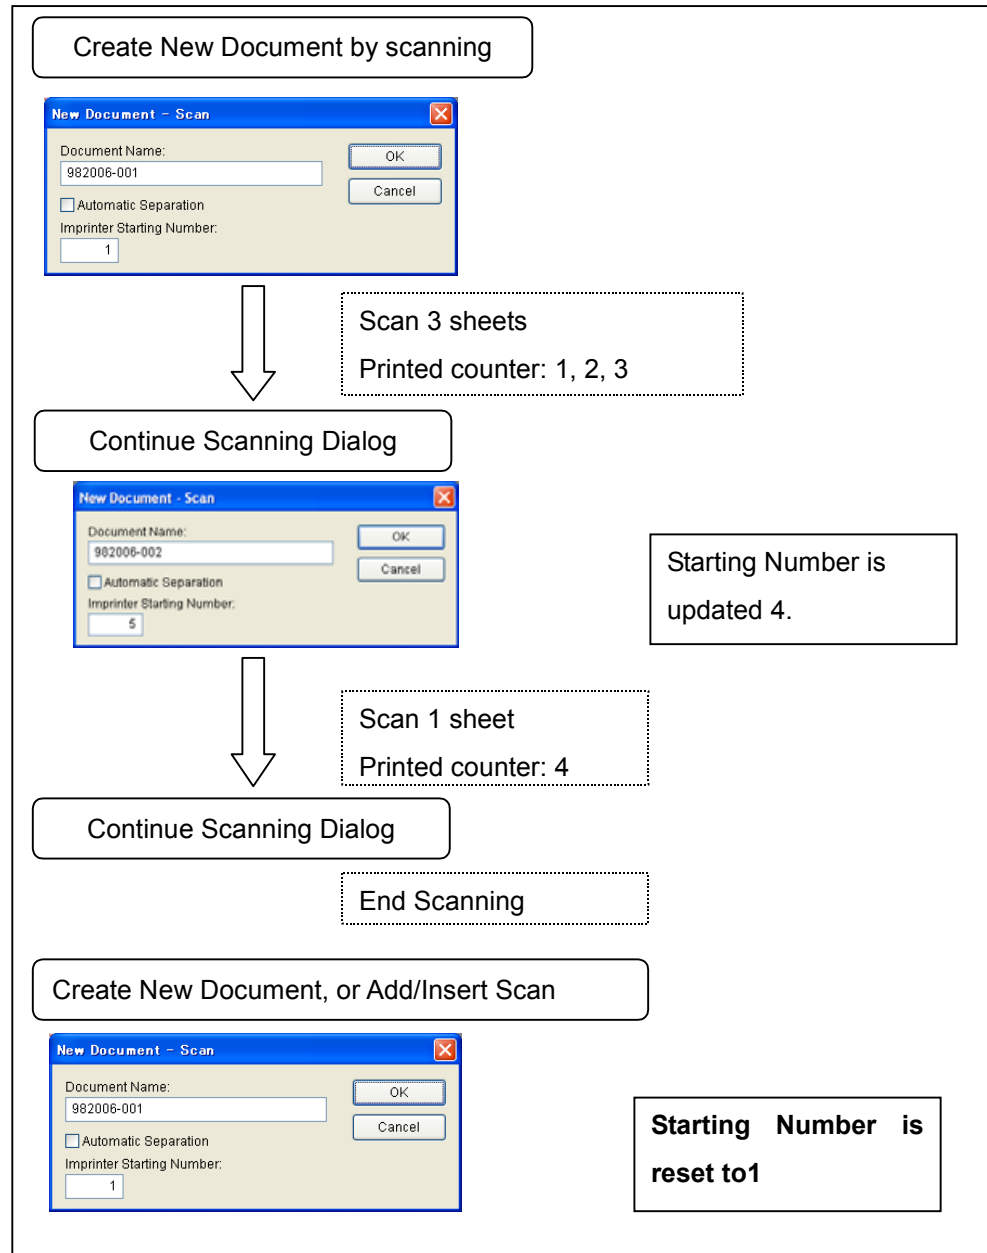 Create New Document by scanning
New Document - Scan
Document Name:
OK
982006-001
Cancel
Automatic Separation
Imprinter Starting Number:
1
Scan 3 sheets
Printed counter: 1, 2, 3
Continue Scanning Dialog
New Document - Scan
Document Name:
OK
982006-002
Cancel
Automatic Separation
Imprinter Starting Number:
5
Starting Number is
updated 4.
Scan 1 sheet
Printed counter: 4
Continue Scanning Dialog
End Scanning
Create New Document, or Add/Insert Scan
New Document - Scan
Document Name:
OK
982006-001
Cancel
Automatic Separation
Imprinter Starting Number:
1
Starting Number is
reset to1